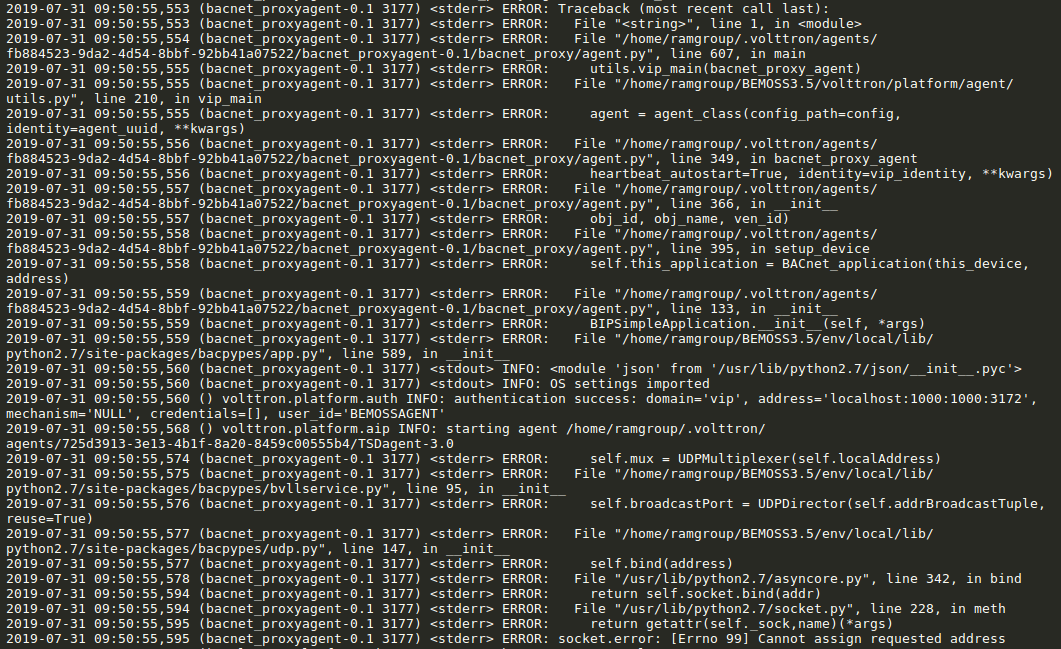 2019-07-31 09:50:55,553 (bacnet_proxyagent-0.1 3177) <stderr> ERROR: Traceback (most recent call last):
2019-07-31 09:50:55,553 (bacnet_proxyagent-0.1 3177) <stderr> ERROR:   File "<string>", line 1, in <module>
2019-07-31 09:50:55,554 (bacnet_proxyagent-0.1 3177) <stderr> ERROR:   File "/home/ramgroup/.volttron/agents/
fb884523-9da2-4d54-8bbf-92bb41a07522/bacnet_proxyagent-0.1/bacnet_proxy/agent.py", line 607, in main
2019-07-31 09:50:55,555 (bacnet_proxyagent-0.1 3177) <stderr> ERROR:     utils.vip_main(bacnet_proxy_agent)
2019-07-31 09:50:55,555 (bacnet_proxyagent-0.1 3177) <stderr> ERROR:   File "/home/ramgroup/BEMOSS3.5/volttron/platform/agent/
utils.py", line 210, in vip_main
2019-07-31 09:50:55,555 (bacnet_proxyagent-0.1 3177) <stderr> ERROR:     agent = agent_class(config_path=config,
identity=agent_uuid, **kwargs)
2019-07-31 09:50:55,556 (bacnet_proxyagent-0.1 3177) <stderr> ERROR:   File "/home/ramgroup/.volttron/agents/
fb884523-9da2-4d54-8bbf-92bb41a07522/bacnet_proxyagent-0.1/bacnet_proxy/agent.py", line 349, in bacnet_proxy_agent
2019-07-31 09:50:55,556 (bacnet_proxyagent-0.1 3177) <stderr> ERROR:     heartbeat_autostart=True, identity=vip_identity, **kwargs)
2019-07-31 09:50:55,557 (bacnet_proxyagent-0.1 3177) <stderr> ERROR:   File "/home/ramgroup/.volttron/agents/
fb884523-9da2-4d54-8bbf-92bb41a07522/bacnet_proxyagent-0.1/bacnet_proxy/agent.py", line 366, in __init__
2019-07-31 09:50:55,557 (bacnet_proxyagent-0.1 3177) <stderr> ERROR:     obj_id, obj_name, ven_id)
2019-07-31 09:50:55,558 (bacnet_proxyagent-0.1 3177) <stderr> ERROR:   File "/home/ramgroup/.volttron/agents/
fb884523-9da2-4d54-8bbf-92bb41a07522/bacnet_proxyagent-0.1/bacnet_proxy/agent.py", line 395, in setup_device
2019-07-31 09:50:55,558 (bacnet_proxyagent-0.1 3177) <stderr> ERROR:     self.this_application = BACnet_application(this_device,
address)
2019-07-31 09:50:55,559 (bacnet_proxyagent-0.1 3177) <stderr> ERROR:   File "/home/ramgroup/.volttron/agents/
fb884523-9da2-4d54-8bbf-92bb41a07522/bacnet_proxyagent-0.1/bacnet_proxy/agent.py", line 133, in __init__
2019-07-31 09:50:55,559 (bacnet_proxyagent-0.1 3177) <stderr> ERROR:     BIPSimpleApplication.__init__(self, *args)
2019-07-31 09:50:55,559 (bacnet_proxyagent-0.1 3177) <stderr> ERROR:   File "/home/ramgroup/BEMOSS3.5/env/local/lib/
python2.7/site-packages/bacpypes/app.py", line 589, in __init__
2019-07-31 09:50:55,560 (bacnet_proxyagent-0.1 3177) <stdout> INFO: <module 'json' from '/usr/lib/python2.7/json/__init__.pyc'>
2019-07-31 09:50:55,560 (bacnet_proxyagent-0.1 3177) <stdout> INFO: OS settings imported
2019-07-31 09:50:55,560 () volttron.platform.auth INFO: authentication success: domain='vip', address='localhost:1000:1000:3172',
mechanism='NULL', credentials=[], user_id='BEMOSSAGENT'
2019-07-31 09:50:55,568 () volttron.platform.aip INFO: starting agent /home/ramgroup/.volttron/
agents/725d3913-3e13-4b1f-8a20-8459c00555b4/TSDagent-3.0
2019-07-31 09:50:55,574 (bacnet_proxyagent-0.1 3177) <stderr> ERROR:     self.mux = UDPMultiplexer(self.localAddress)
2019-07-31 09:50:55,575 (bacnet_proxyagent-0.1 3177) <stderr> ERROR:   File "/home/ramgroup/BEMOSS3.5/env/local/lib/
python2.7/site-packages/bacpypes/bvllservice.py", line 95, in __init__
2019-07-31 09:50:55,576 (bacnet_proxyagent-0.1 3177) <stderr> ERROR:     self.broadcastPort = UDPDirector(self.addrBroadcastTuple,
reuse=True)
2019-07-31 09:50:55,577 (bacnet_proxyagent-0.1 3177) <stderr> ERROR:   File "/home/ramgroup/BEMOSS3.5/env/local/lib/
python2.7/site-packages/bacpypes/udp.py", line 147, in __init__
2019-07-31 09:50:55,577 (bacnet_proxyagent-0.1 3177) <stderr> ERROR:     self.bind(address)
2019-07-31 09:50:55,578 (bacnet_proxyagent-0.1 3177) <stderr> ERROR:   File "/usr/lib/python2.7/asyncore.py", line 342, in bind
2019-07-31 09:50:55,594 (bacnet_proxyagent-0.1 3177) <stderr> ERROR:     return self.socket.bind(addr)
2019-07-31 09:50:55,594 (bacnet_proxyagent-0.1 3177) <stderr> ERROR:   File "/usr/lib/python2.7/socket.py", line 228, in meth
2019-07-31 09:50:55,595 (bacnet_proxyagent-0.1 3177) <stderr> ERROR:     return getattr(self._sock,name)(*args)
2019-07-31 09:50:55,595 (bacnet_proxyagent-0.1 3177) <stderr> ERROR: socket.error: [Errno 99] Cannot assign requested address